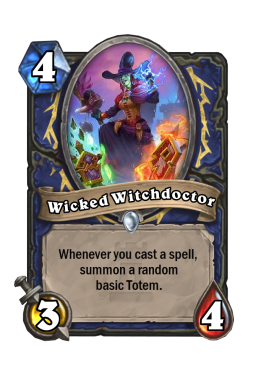 4
Wicked Witchdoctor
Whenever you cast a spell,
summon a random
basic Totem.
3
4